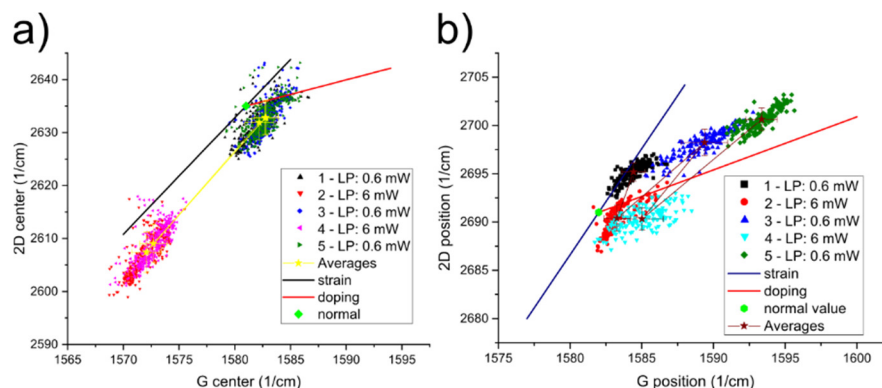 a)
2640
2630
2620
2610
2600
2590
2D center (1/cm)
1565
1570
1575
1580
1585
1590
1595
G center (1/cm)
1 - LP: 0.6 mW
2 - LP: 6 mW
3 - LP: 0.6 mW
4 - LP: 6 mW
5 - LP: 0.6 mW
Averages
strain
doping
normal
b)
2705
2700
2695
2690
2685
2680
2D position (1/cm)
1575
1580
1585
1590
1595
1600
G position (1/cm)
1 - LP: 0.6 mW
2 - LP: 6 mW
3 - LP: 0.6 mW
4 - LP: 6 mW
5 - LP: 0.6 mW
strain
doping
normal value
Averages